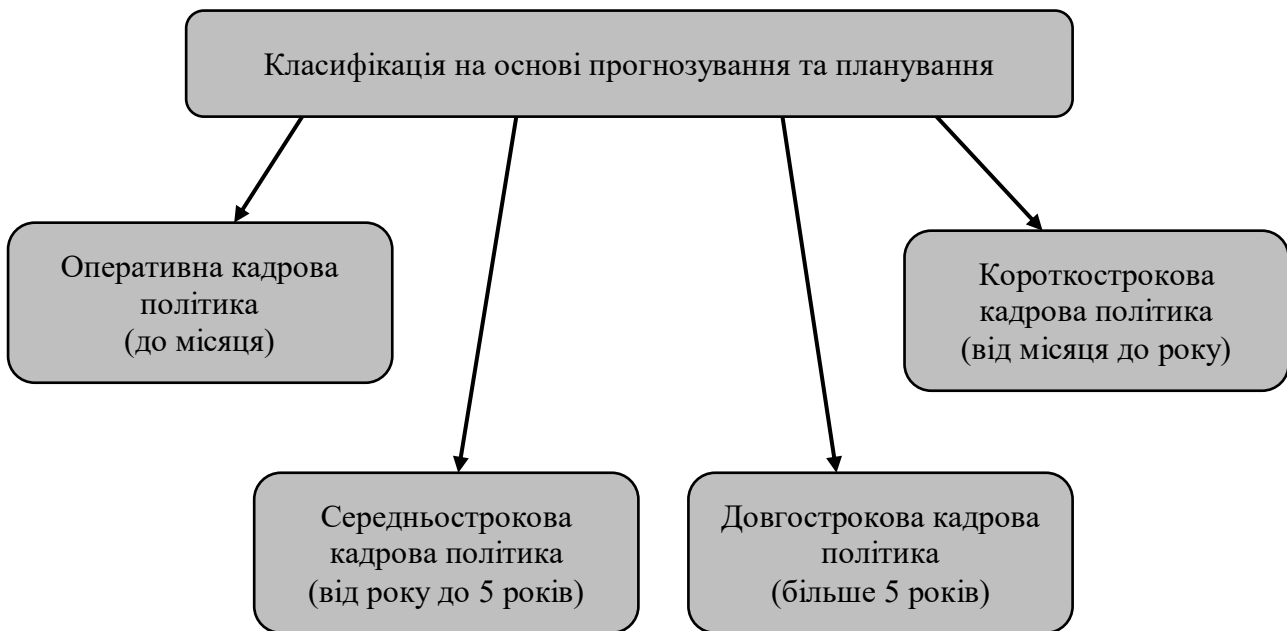 Класифікація на основі прогнозування та планування
Оперативна кадрова
політика
(до місяця)
Короткострокова
кадрова політика
(від місяця до року)
Середньострокова
кадрова політика
(від року до 5 років)
Довгострокова кадрова
політика
(більше 5 років)